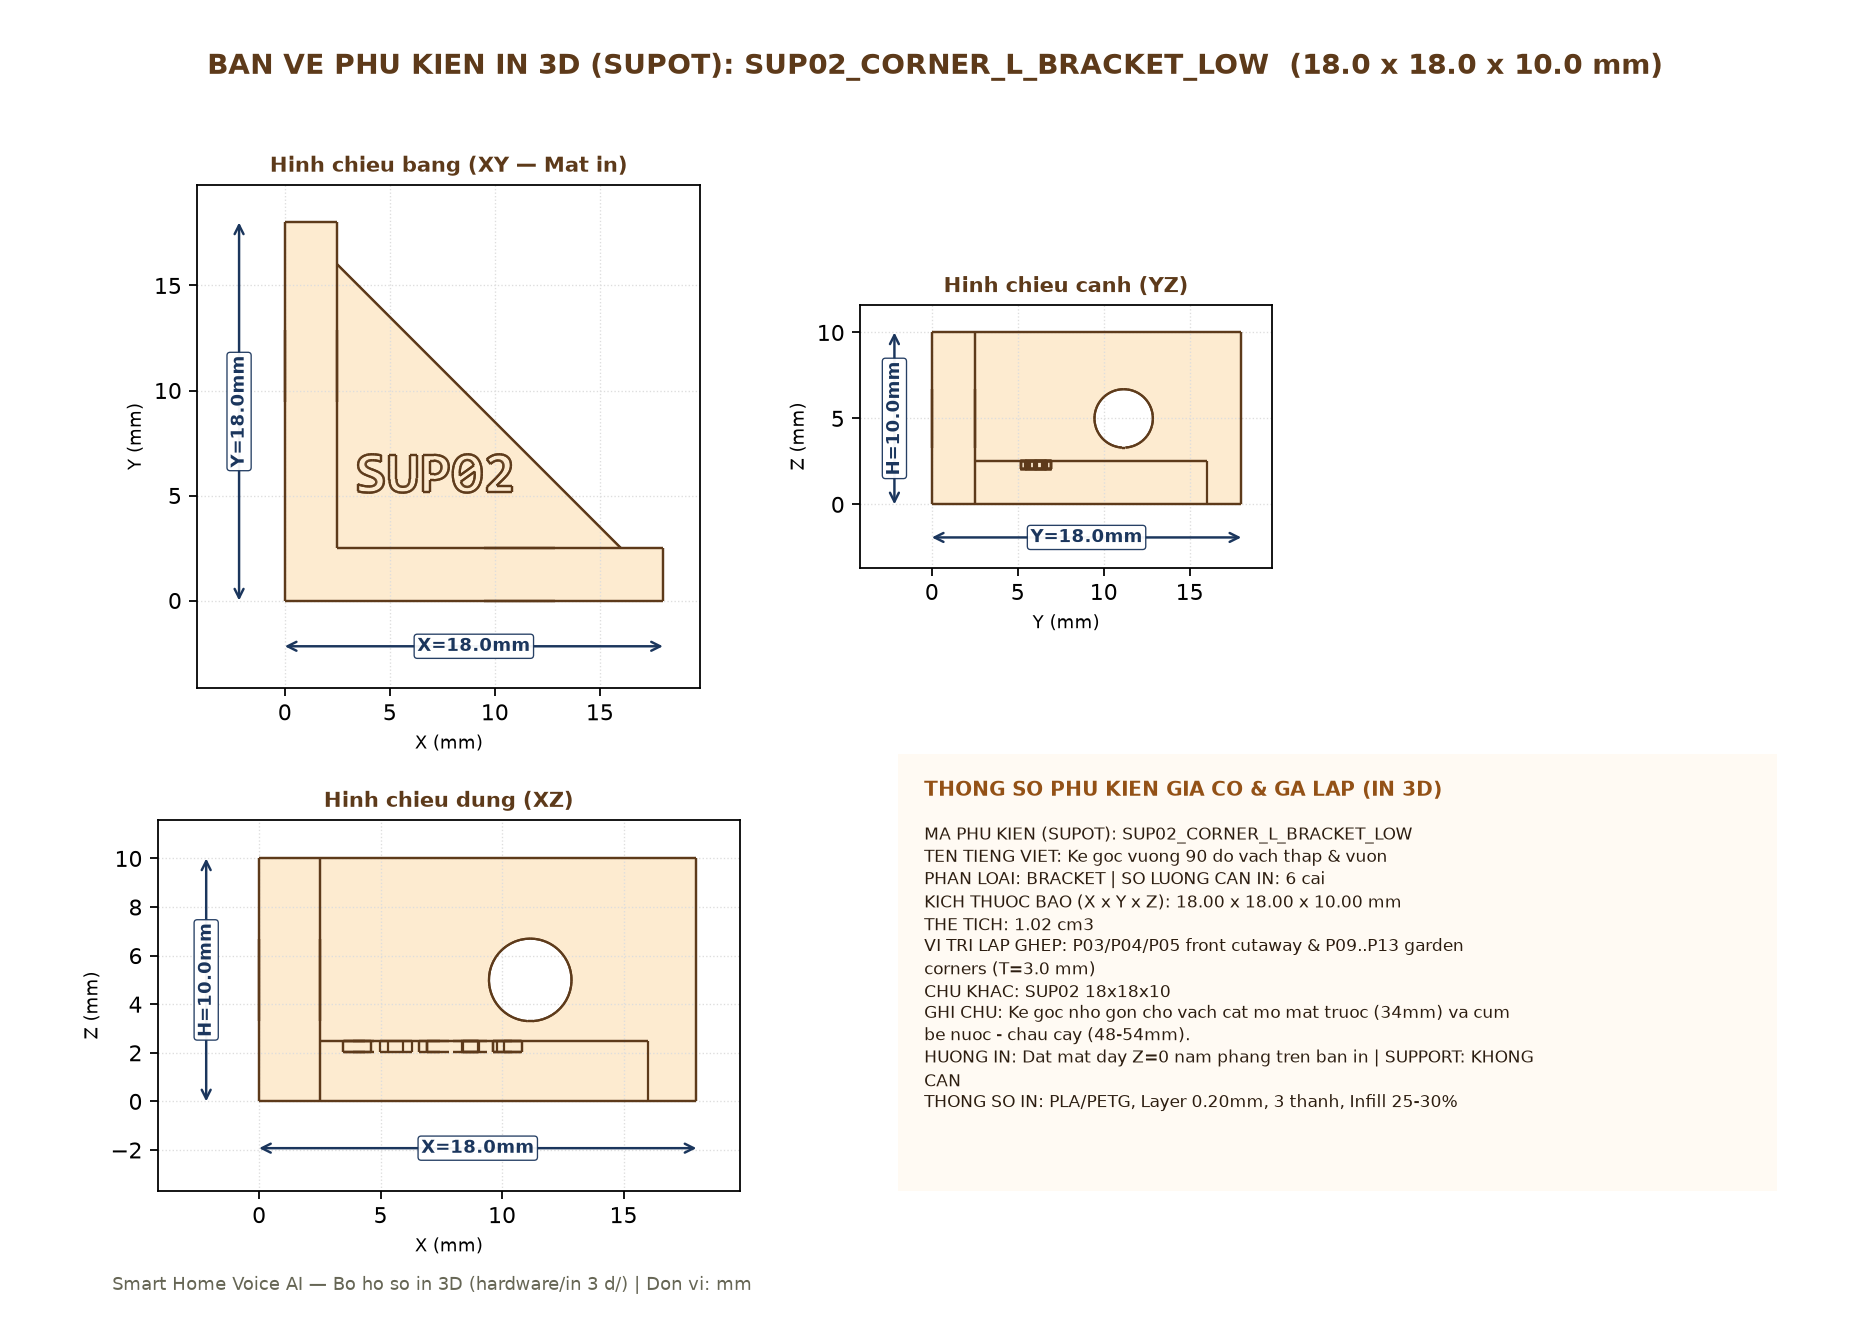 BAN VE PHU KIEN IN 3D (SUPOT): SUP02_CORNER_L_BRACKET_LOW  (18.0 x 18.0 x 10.0 mm)
Hinh chieu bang (XY — Mat in)
15
10
5
0
Y (mm)
Y=18.0mm
SUP02
X=18.0mm
0 5 10 15
X (mm)
Hinh chieu canh (YZ)
10
5
0
Z (mm)
H=10.0mm
Y=18.0mm
0 5 10 15
Y (mm)
Hinh chieu dung (XZ)
10
8
6
4
2
0
−2
Z (mm)
H=10.0mm
X=18.0mm
0 5 10 15
X (mm)
THONG SO PHU KIEN GIA CO & GA LAP (IN 3D)
MA PHU KIEN (SUPOT): SUP02_CORNER_L_BRACKET_LOW
TEN TIENG VIET: Ke goc vuong 90 do vach thap & vuon
PHAN LOAI: BRACKET | SO LUONG CAN IN: 6 cai
KICH THUOC BAO (X x Y x Z): 18.00 x 18.00 x 10.00 mm
THE TICH: 1.02 cm3
VI TRI LAP GHEP: P03/P04/P05 front cutaway & P09..P13 garden
corners (T=3.0 mm)
CHU KHAC: SUP02 18x18x10
GHI CHU: Ke goc nho gon cho vach cat mo mat truoc (34mm) va cum
be nuoc - chau cay (48-54mm).
HUONG IN: Dat mat day Z=0 nam phang tren ban in | SUPPORT: KHONG
CAN
THONG SO IN: PLA/PETG, Layer 0.20mm, 3 thanh, Infill 25-30%
Smart Home Voice AI — Bo ho so in 3D (hardware/in 3 d/) | Don vi: mm